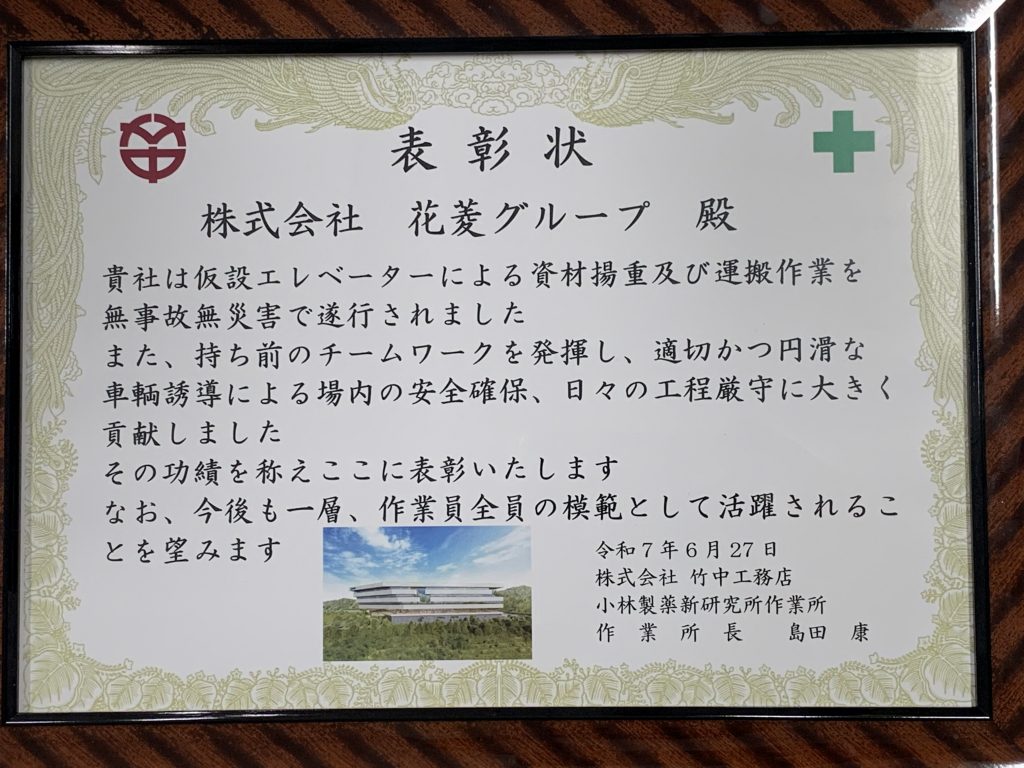 表彰状
株式会社 花菱グループ 殿
貴社は仮設エレベーターによる資材揚重及び運搬作業を
無事故無災害で遂行されました
また、持ち前のチームワークを発揮し、適切かつ円滑な
車輌誘導による場内の安全確保、日々の工程厳守に大きく
貢献しました
その功績を称えここに表彰いたします
なお、今後も一層、作業員全員の模範として活躍されるこ
とを望みます
令和7年6月27日
株式会社 竹中工務店
小林製薬新研究所作業所
作業所長 島田 康